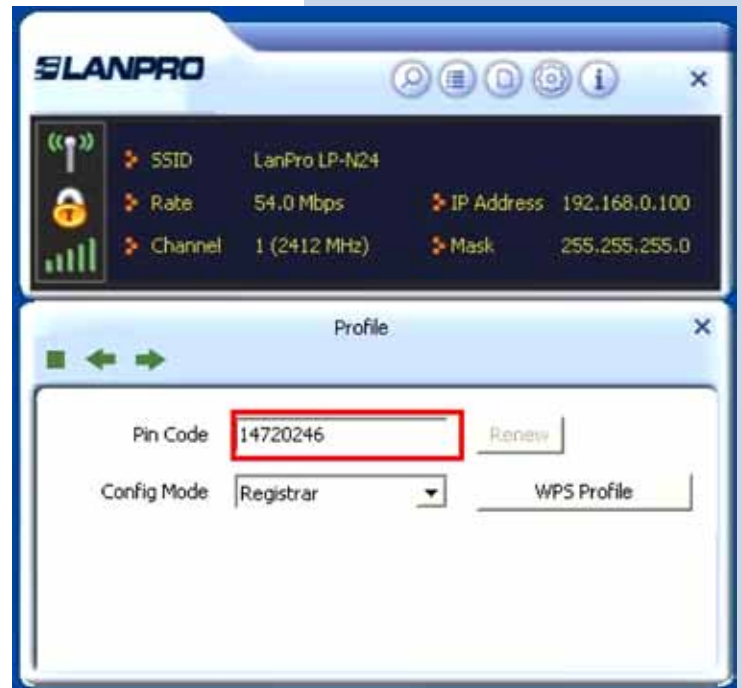 LANPRO
SSID LanPro LP-N24
Rate 54.0 Mbps IP Address 192.168.0.100
Channel 1 (2412 MHz) Mask 255.255.255.0
Profile
Pin Code 14720246 Renew
Config Mode Registrar WPS Profile